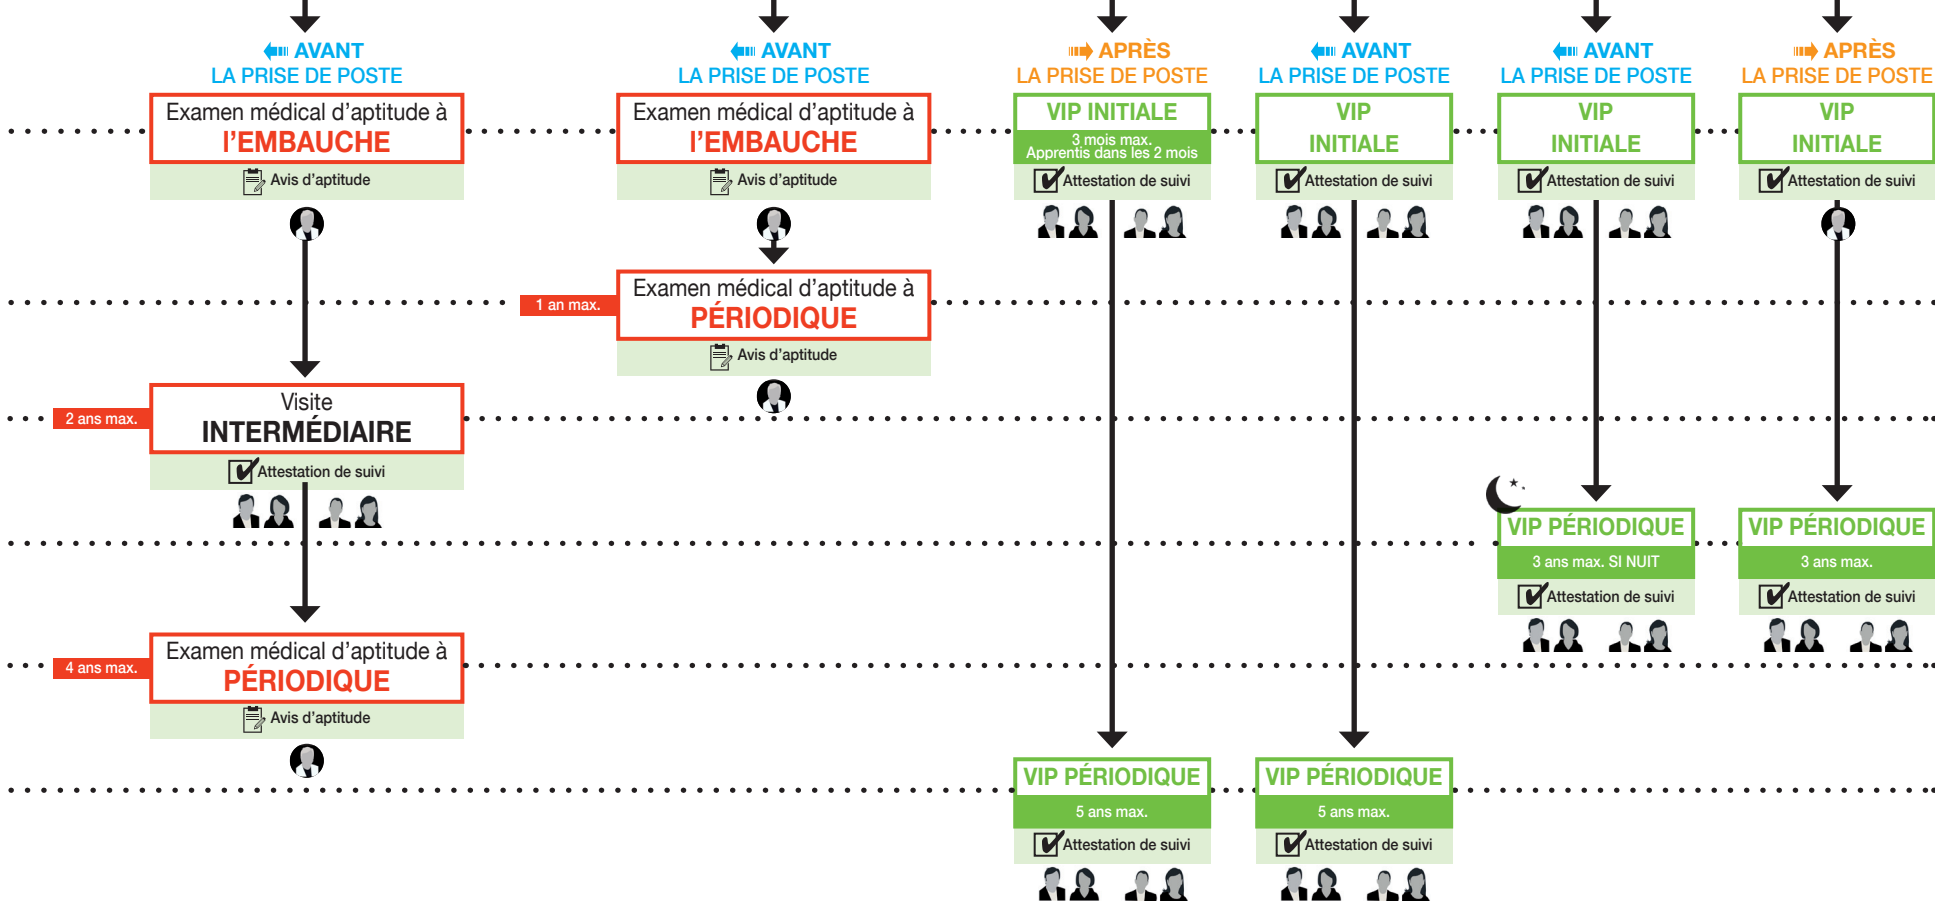 AVANT
LA PRISE DE POSTE
AVANT
LA PRISE DE POSTE
APRÈS
LA PRISE DE POSTE
AVANT
LA PRISE DE POSTE
AVANT
LA PRISE DE POSTE
APRÈS
LA PRISE DE POSTE
Examen médical d'aptitude à
l'EMBAUCHE
Avis d'aptitude
Examen médical d'aptitude à
l'EMBAUCHE
Avis d'aptitude
VIP INITIALE
3 mois max.
Apprentis dans les 2 mois
Attestation de suivi
VIP
INITIALE
Attestation de suivi
VIP
INITIALE
Attestation de suivi
VIP
INITIALE
Attestation de suivi
1 an max.
Examen médical d'aptitude à
PÉRIODIQUE
Avis d'aptitude
2 ans max.
Visite
INTERMÉDIAIRE
Attestation de suivi
VIP PÉRIODIQUE
3 ans max. SI NUIT
Attestation de suivi
VIP PÉRIODIQUE
3 ans max.
Attestation de suivi
4 ans max.
Examen médical d'aptitude à
PÉRIODIQUE
Avis d'aptitude
VIP PÉRIODIQUE
5 ans max.
Attestation de suivi
VIP PÉRIODIQUE
5 ans max.
Attestation de suivi